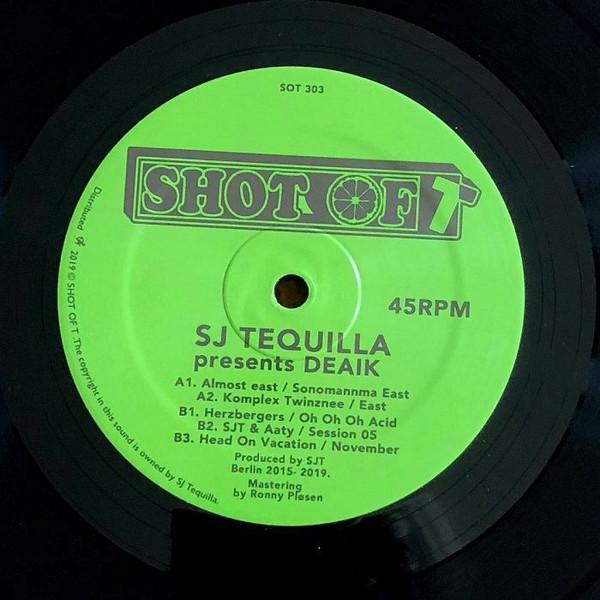 SOT 303
SHOT OF T
45RPM
SJ TEQUILLA
presents DEAIK
A1. Almost east / Sonomannma East
A2. Komplex Twinznee / East
B1. Herzbergers / Oh Oh Oh Acid
B2. SJT & Aaty / Session 05
B3. Head On Vacation / November
Produced by SJT
Berlin 2015- 2019.
Mastering
by Ronny Pløsen
Distributed & 2019 © SHOT OF T .The copyright in this sound is owned by SJ Tequilla.